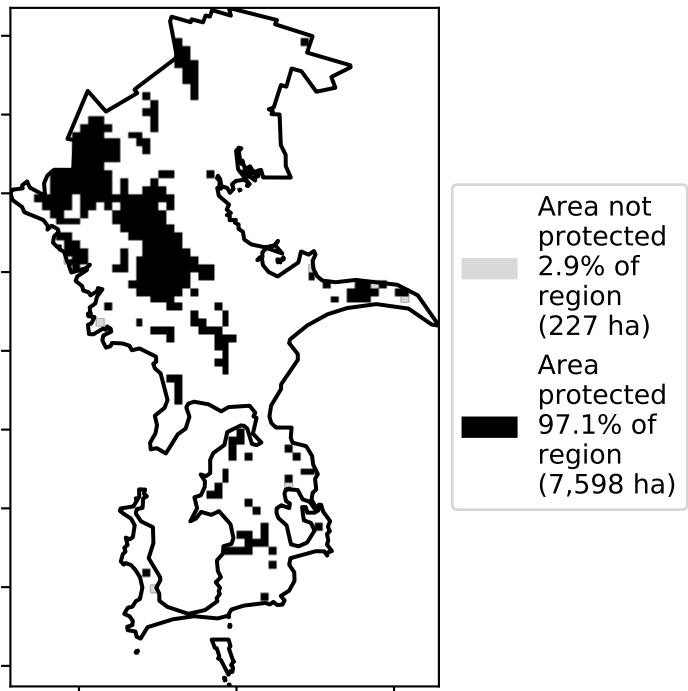 Area not
protected
2.9% of
region
(227 ha)
Area
protected
97.1% of
region
(7,598 ha)